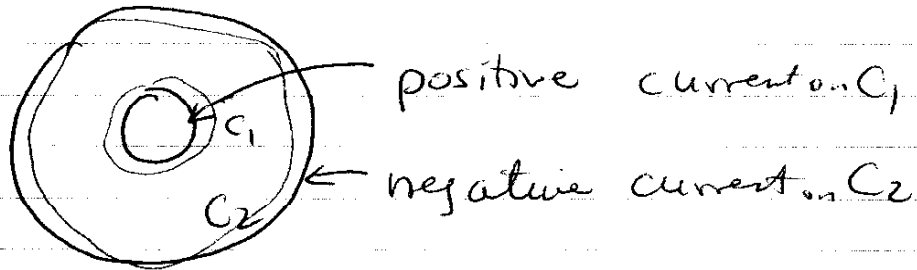 positive current on C1
C1
negative current on C2
C2